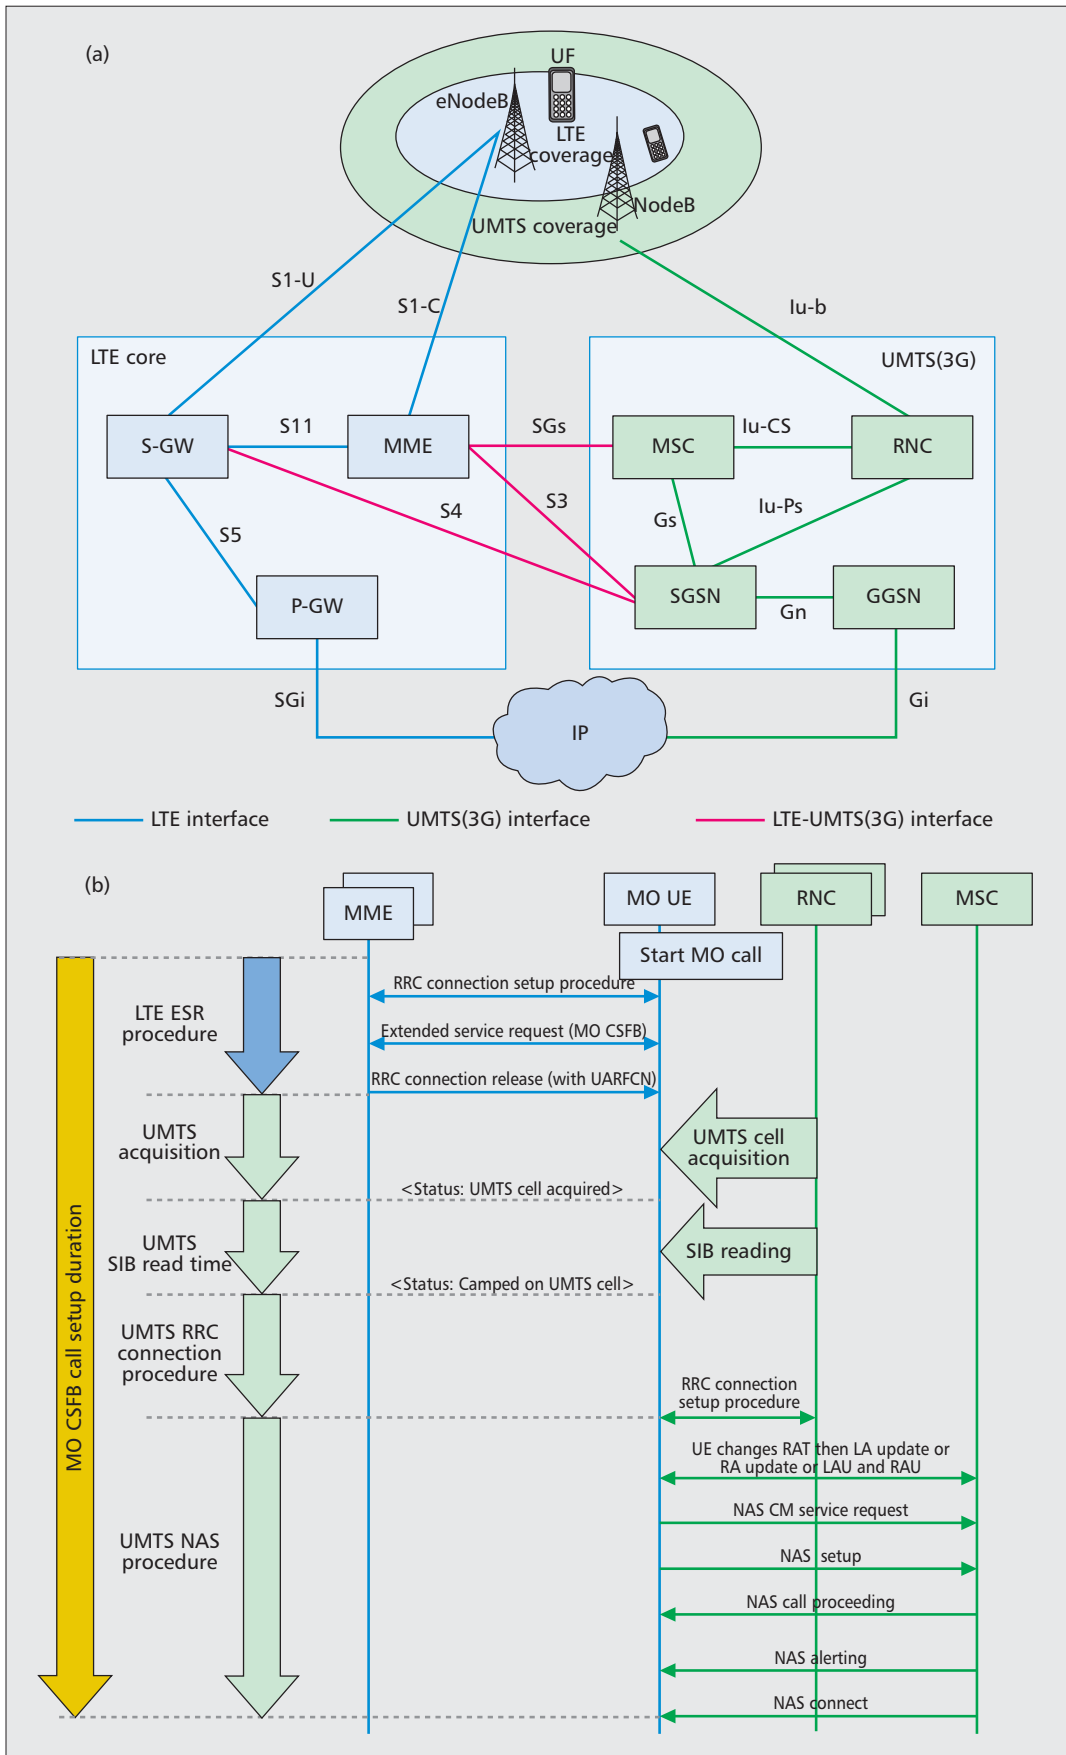 (a)
UF
eNodeB
LTE
coverage
NodeB
UMTS coverage
S1-U
S1-C
Iu-b
LTE core
UMTS(3G)
S-GW
S11
MME
SGs
MSC
Iu-CS
RNC
S5
S4
S3
Gs
Iu-Ps
P-GW
SGSN
Gn
GGSN
SGi
IP
Gi
LTE interface
UMTS(3G) interface
LTE-UMTS(3G) interface
(b)
MME
MO UE
RNC
MSC
Start MO call
MO CSFB call setup duration
LTE ESR
procedure
RRC connection setup procedure
Extended service request (MO CSFB)
RRC connection release (with UARFCN)
UMTS
acquisition
UMTS cell
acquisition
<Status: UMTS cell acquired>
UMTS
SIB read time
SIB reading
<Status: Camped on UMTS cell>
UMTS RRC
connection
procedure
RRC connection
setup procedure
UE changes RAT then LA update or
RA update or LAU and RAU
NAS CM service request
UMTS NAS
procedure
NAS setup
NAS call proceeding
NAS alerting
NAS connect